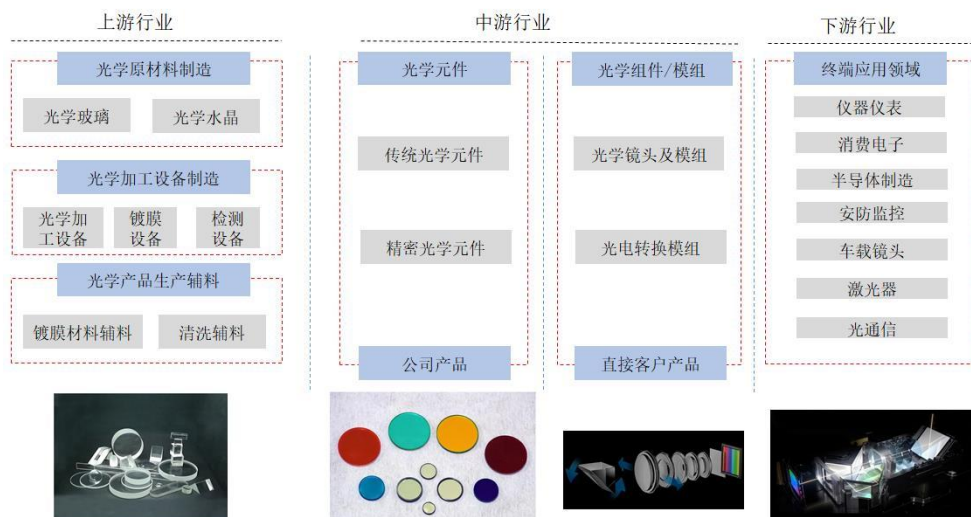 上游行业
中游行业
下游行业
光学原材料制造
光学玻璃
光学水晶
光学加工设备制造
光学加
工设备
镀膜
设备
检测
设备
光学产品生产辅料
镀膜材料辅料
清洗辅料
光学元件
传统光学元件
精密光学元件
公司产品
光学组件/模组
光学镜头及模组
光电转换模组
直接客户产品
终端应用领域
仪器仪表
消费电子
半导体制造
安防监控
车载镜头
激光器
光通信